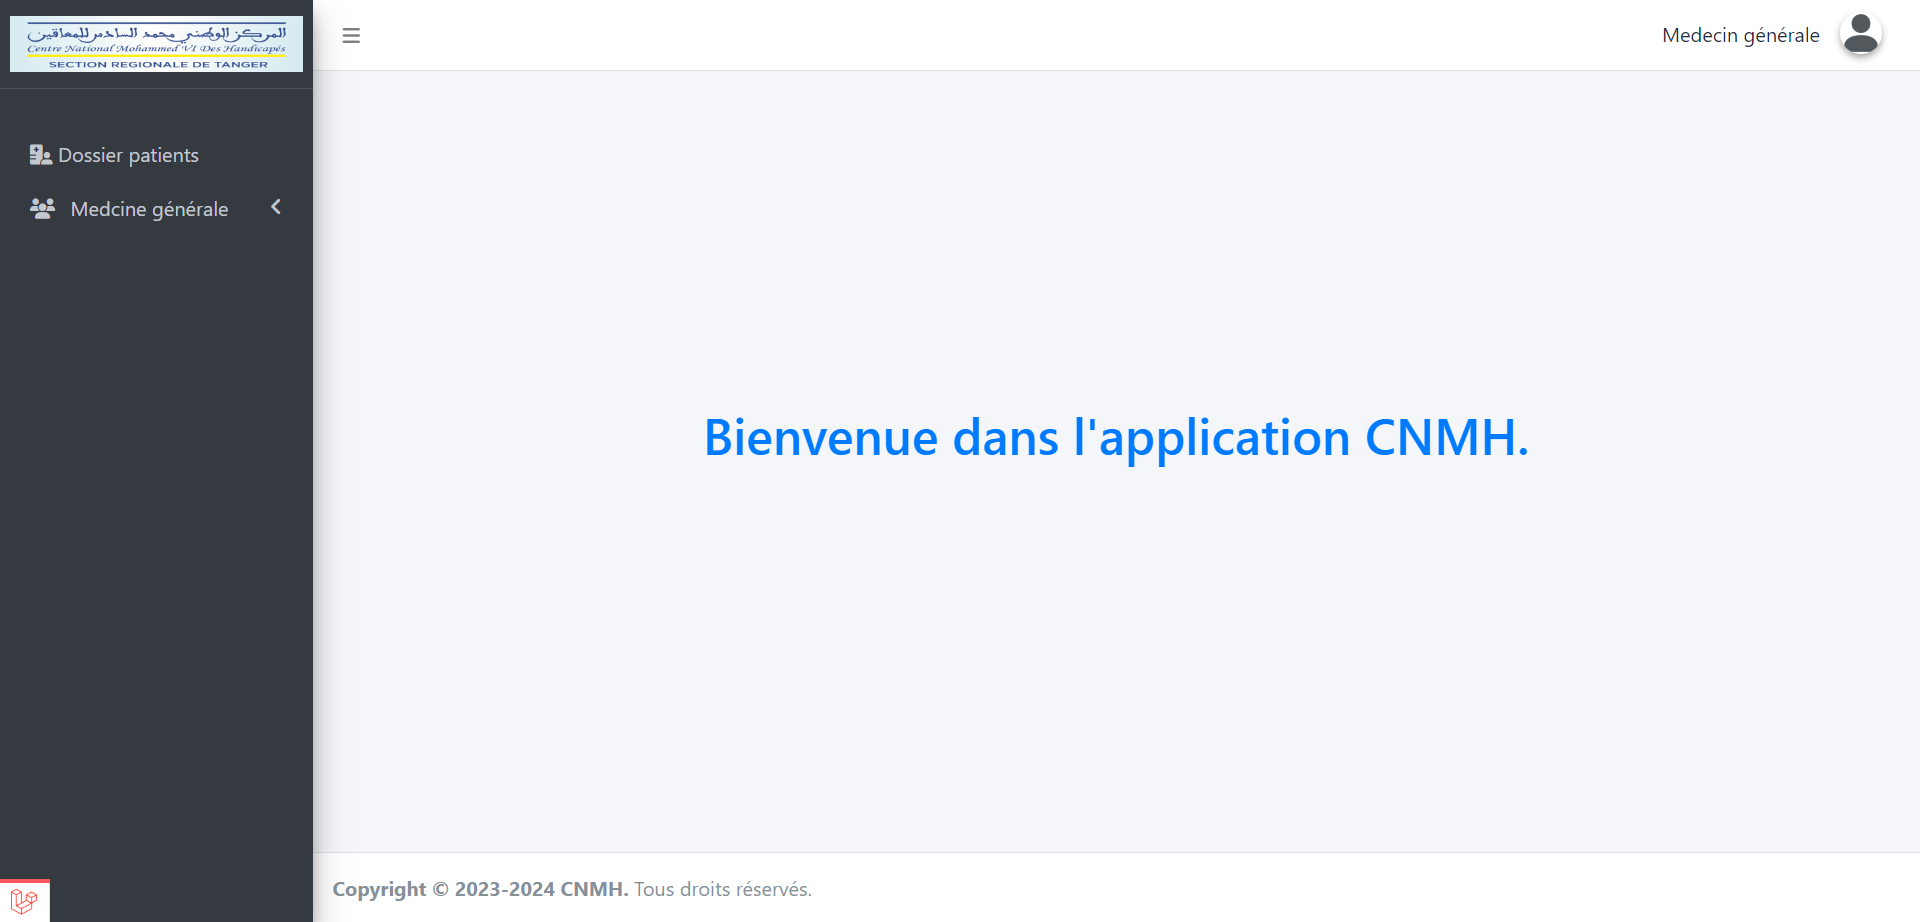 المركز الوطني محمد السادس للمعاقين
Centre National Mohammed VI Des Handicapés
SECTION REGIONALE DE TANGER
Medecin générale
Dossier patients
Medcine générale
Bienvenue dans l'application CNMH.
Copyright © 2023-2024 CNMH. Tous droits réservés.